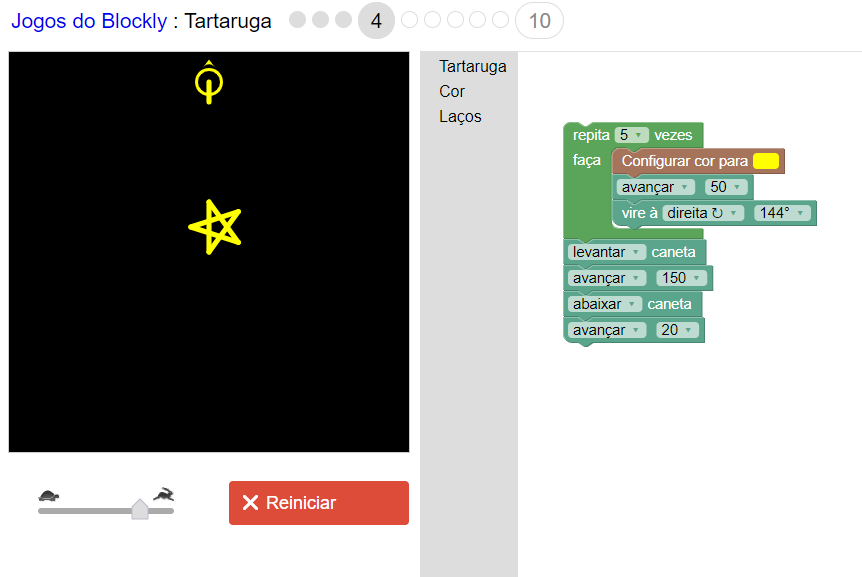 Jogos do Blockly : Tartaruga 4 10
Tartaruga
Cor
Laços
repita 5 vezes
faça Configurar cor para
avançar 50
vire à direita ↻ 144°
levantar caneta
avançar 150
abaixar caneta
avançar 20
Reiniciar